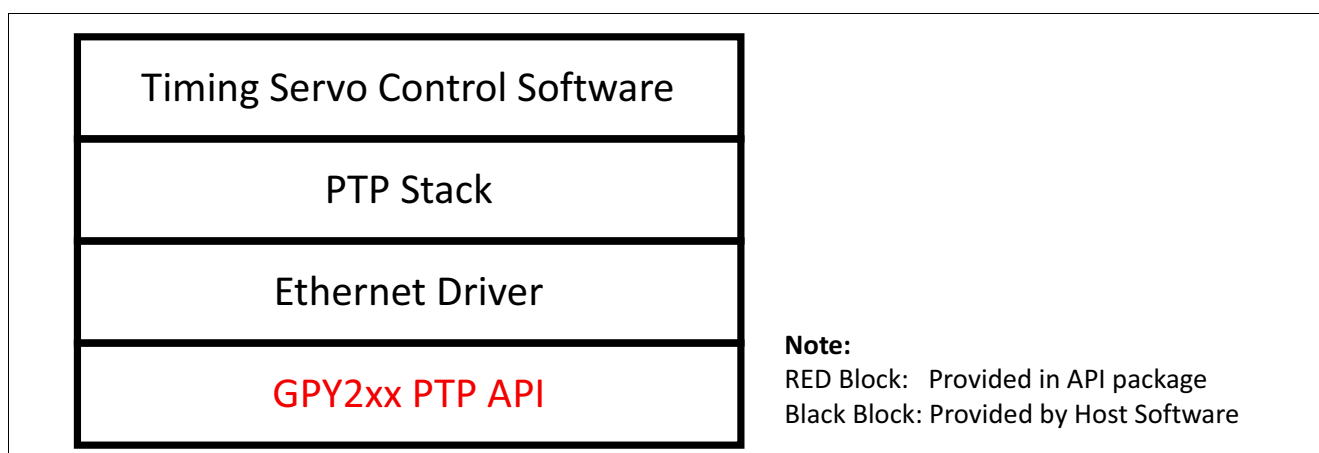 Timing Servo Control Software
PTP Stack
Ethernet Driver
GPY2xx PTP API
Note:
RED Block: Provided in API package
Black Block: Provided by Host Software